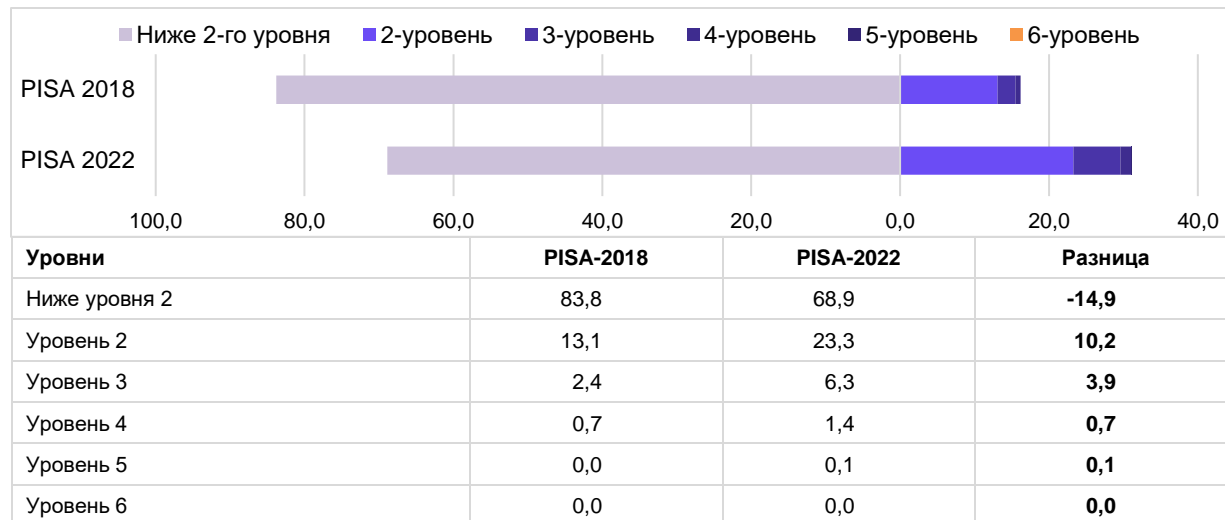 Ниже 2-го уровня 2-уровень 3-уровень 4-уровень 5-уровень 6-уровень
PISA 2018
PISA 2022
100,0 80,0 60,0 40,0 20,0 0,0 20,0 40,0
Уровни PISA-2018 PISA-2022 Разница
Ниже уровня 2 83,8 68,9 -14,9
Уровень 2 13,1 23,3 10,2
Уровень 3 2,4 6,3 3,9
Уровень 4 0,7 1,4 0,7
Уровень 5 0,0 0,1 0,1
Уровень 6 0,0 0,0 0,0